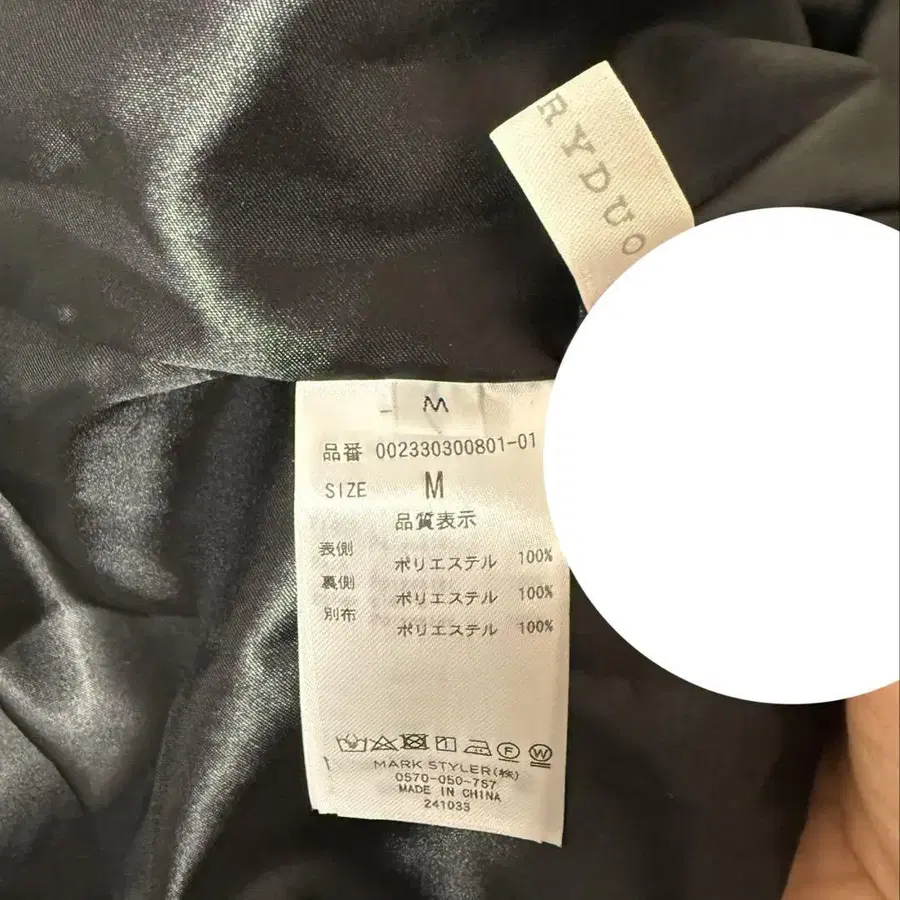 RYDUO
M
品番 002330300801-01
SIZE M
品質表示
表側 ポリエステル 100%
裏側 ポリエステル 100%
別布 ポリエステル 100%
F W
MARK STYLER(株)
0570-050-757
MADE IN CHINA
241033